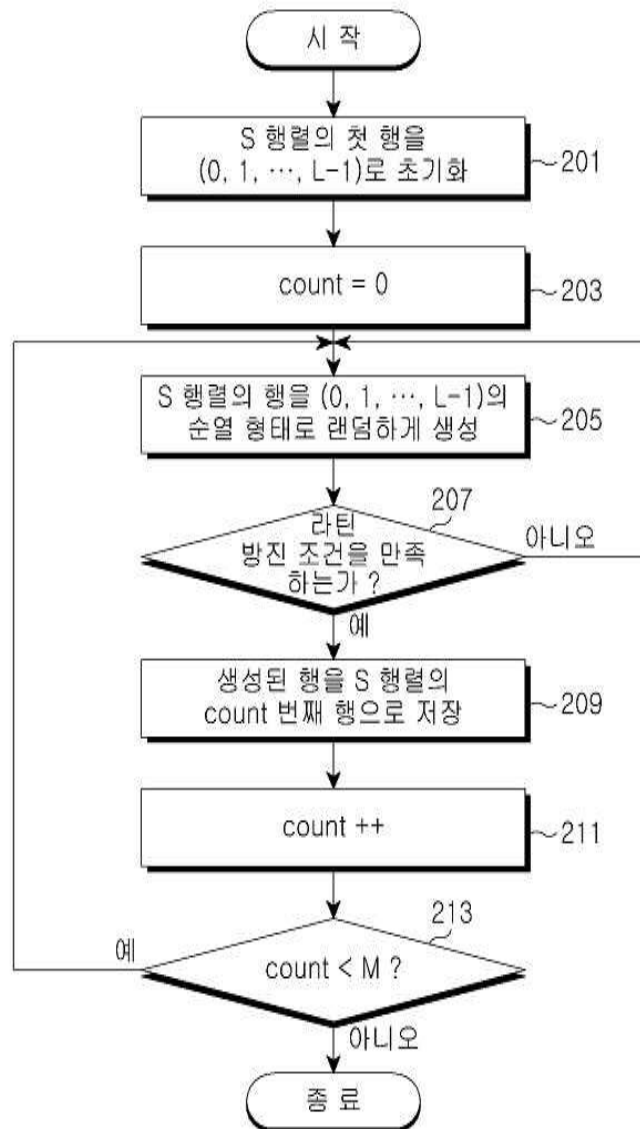 시 작
S 행렬의 첫 행을
(0, 1, ⋯, L-1)로 초기화
201
count = 0
203
S 행렬의 행을 (0, 1, ⋯, L-1)의
순열 형태로 랜덤하게 생성
205
207
라틴
방진 조건을 만족
하는가 ?
아니오
예
생성된 행을 S 행렬의
count 번째 행으로 저장
209
count ++
211
213
예
count < M ?
아니오
종 료